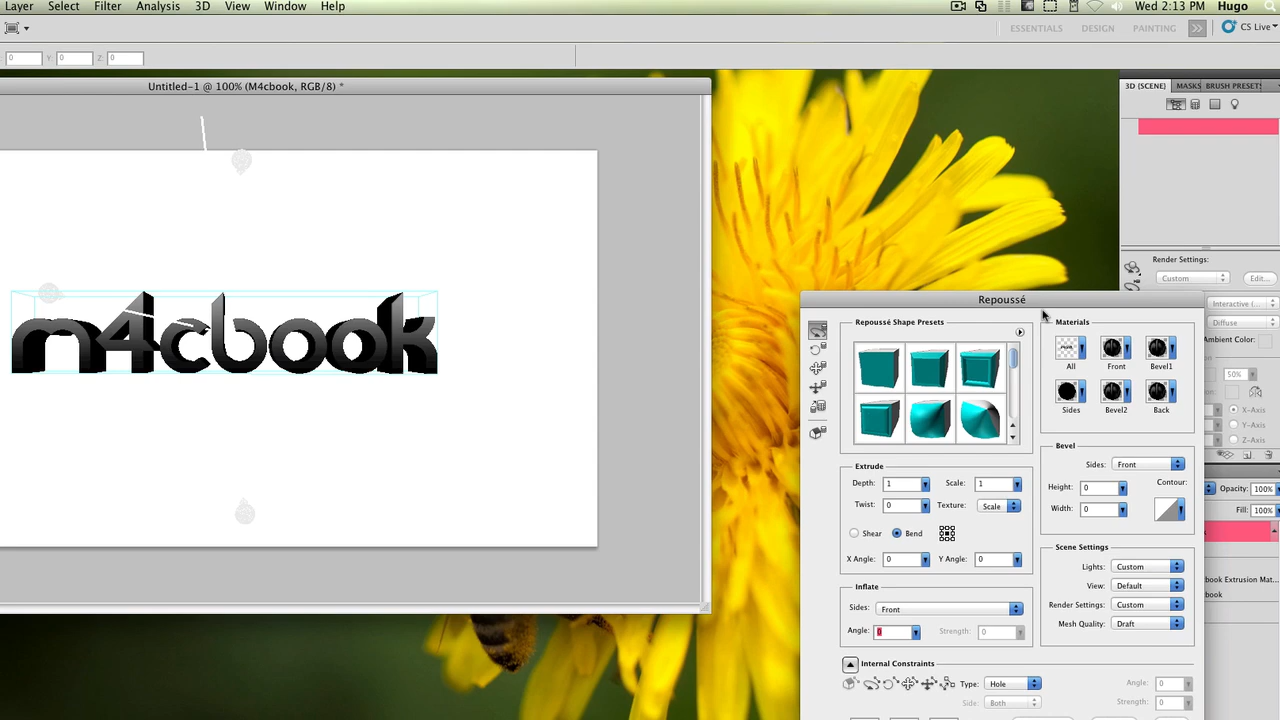 Layer Select Filter Analysis 3D View Window Help Wed 2:13 PM Hugo
ESSENTIALS DESIGN PAINTING >> CS Live
0 Y: 0 Z: 0
Untitled-1 @ 100% (M4cbook, RGB/8) *
3D {SCENE} MASKS BRUSH PRESET
m4cbook
Render Settings:
Custom Edit...
Interactive (...
Diffuse
Ambient Color:
50%
X-Axis
Y-Axis
Z-Axis
Opacity: 100%
Fill: 100%
book Extrusion Mat...
book
Repoussé
Repoussé Shape Presets
Materials
All Front Bevel1
Sides Bevel2 Back
Extrude
Depth: 1 Scale: 1
Twist: 0 Texture: Scale
Shear Bend
X Angle: 0 Y Angle: 0
Bevel
Sides: Front
Height: 0 Contour:
Width: 0
Inflate
Sides: Front
Angle: 0 Strength: 0
Scene Settings
Lights: Custom
View: Default
Render Settings: Custom
Mesh Quality: Draft
Internal Constraints
Type: Hole Angle: 0
Side: Both Strength: 0